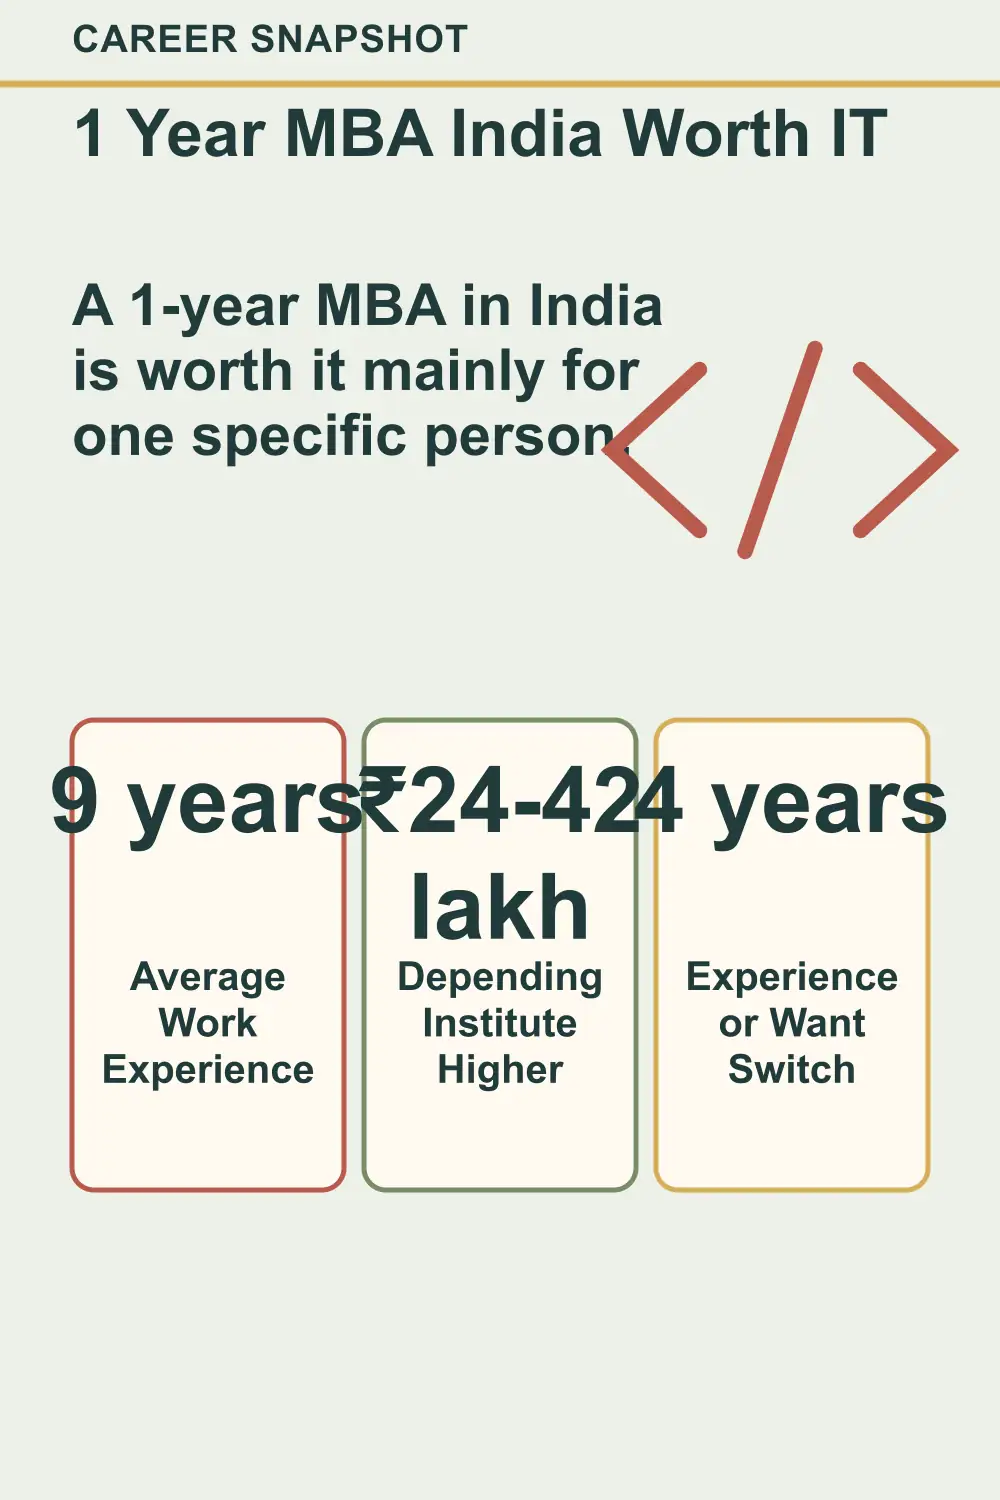 CAREER SNAPSHOT
1 Year MBA India Worth IT
A 1-year MBA in India
is worth it mainly for
one specific person.
9 years
₹24-42
lakh
4 years
Average
Work
Experience
Depending
Institute
Higher
Experience
or Want
Switch